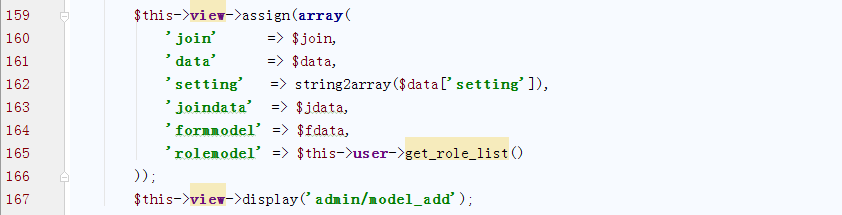 159 $this->view->assign(array(
160 'join' => $join,
161 'data' => $data,
162 'setting' => string2array($data['setting']),
163 'joindata' => $jdata,
164 'formmodel' => $fdata,
165 'rolemodel' => $this->user->get_role_list()
166 ));
167 $this->view->display('admin/model_add');